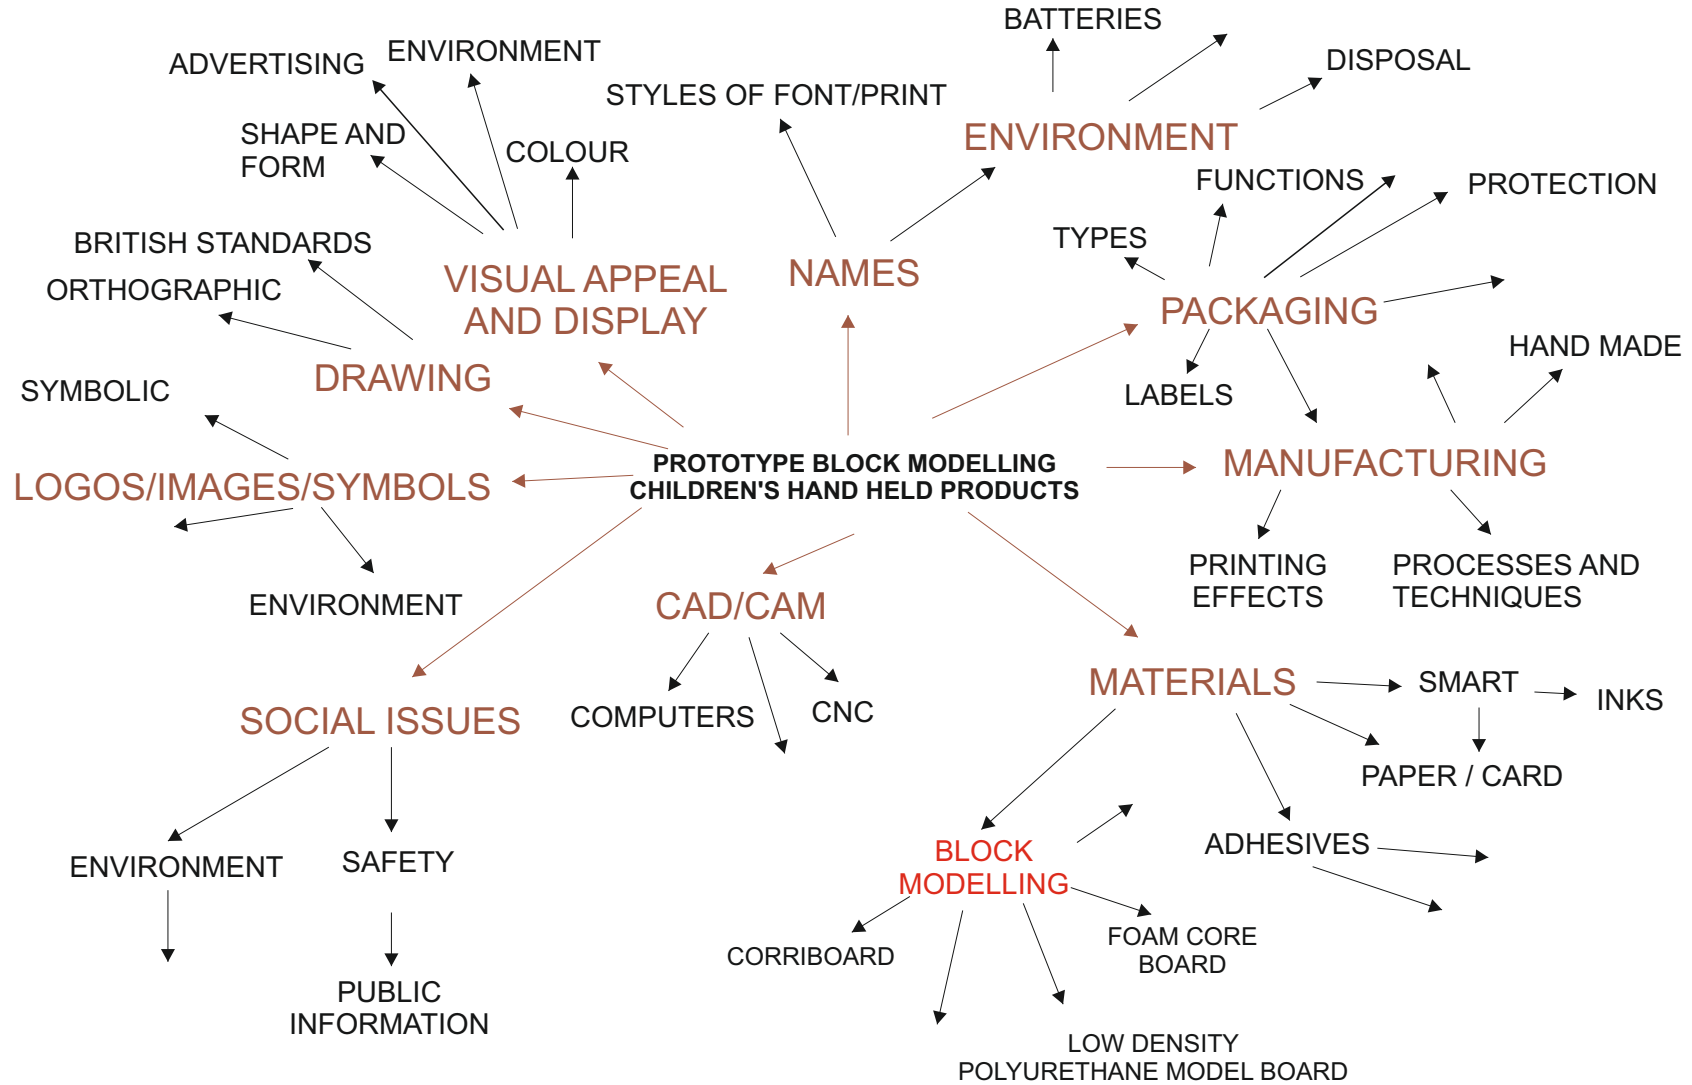 BATTERIES
ADVERTISING
ENVIRONMENT
DISPOSAL
STYLES OF FONT/PRINT
SHAPE AND
FORM
COLOUR
ENVIRONMENT
FUNCTIONS
PROTECTION
BRITISH STANDARDS
TYPES
ORTHOGRAPHIC
VISUAL APPEAL
AND DISPLAY
NAMES
PACKAGING
HAND MADE
DRAWING
SYMBOLIC
LABELS
LOGOS/IMAGES/SYMBOLS
PROTOTYPE BLOCK MODELLING
CHILDREN'S HAND HELD PRODUCTS
MANUFACTURING
PRINTING
EFFECTS
PROCESSES AND
TECHNIQUES
ENVIRONMENT
CAD/CAM
SOCIAL ISSUES
COMPUTERS
CNC
MATERIALS
SMART
INKS
PAPER / CARD
ENVIRONMENT
SAFETY
BLOCK
MODELLING
ADHESIVES
CORRIBOARD
FOAM CORE
BOARD
PUBLIC
INFORMATION
LOW DENSITY
POLYURETHANE MODEL BOARD